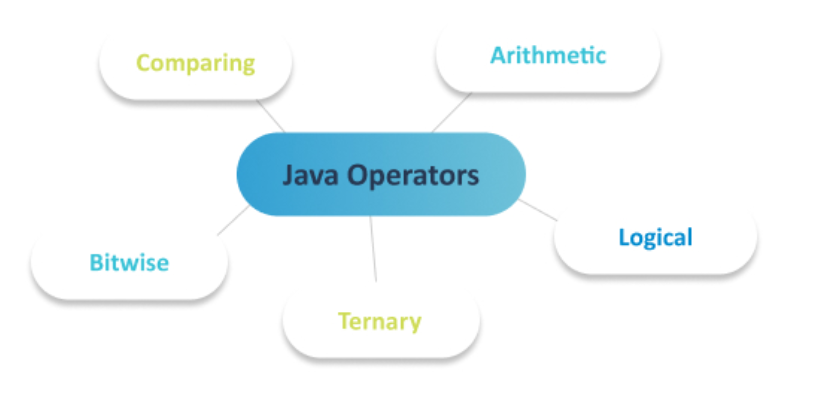 Comparing
Arithmetic
Java Operators
Logical
Bitwise
Ternary